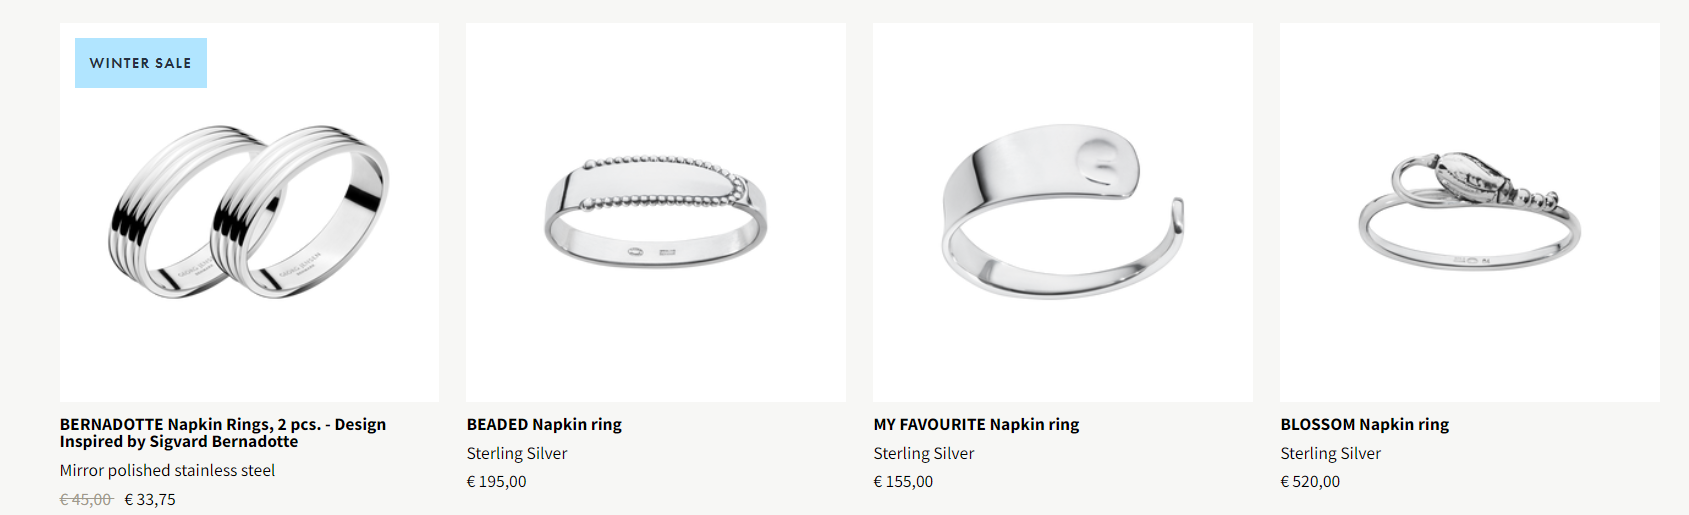 WINTER SALE
GEORG JENSEN
BERNADOTTE Napkin Rings, 2 pcs. - Design
Inspired by Sigvard Bernadotte
Mirror polished stainless steel
€ 45,00 € 33,75
BEADED Napkin ring
Sterling Silver
€ 195,00
MY FAVOURITE Napkin ring
Sterling Silver
€ 155,00
BLOSSOM Napkin ring
Sterling Silver
€ 520,00